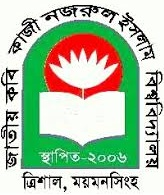 জাতীয় কবি কাজী নজরুল ইসলাম বিশ্ববিদ্যালয়
স্থাপিত-২০০৬
ত্রিশাল, ময়মনসিংহ